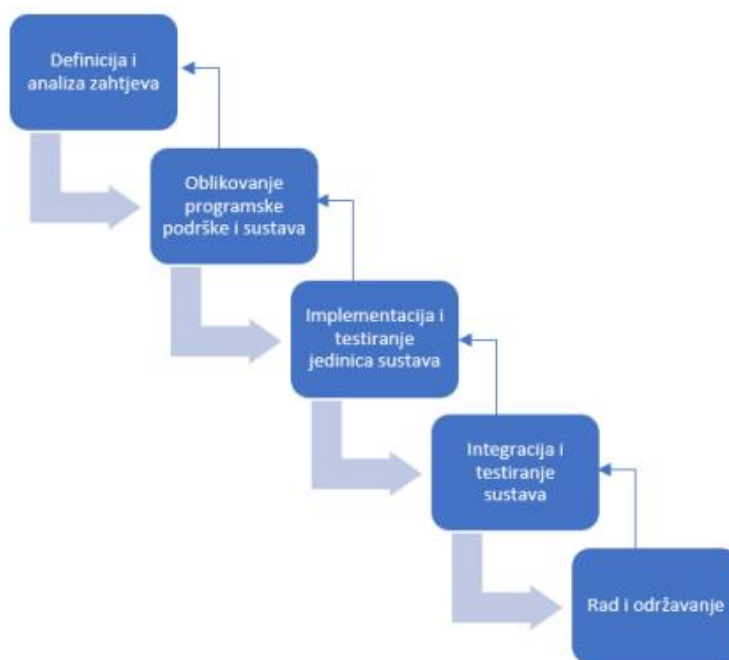 Definicija i
analiza zahtjeva
Oblikovanje
programske
podrške i sustava
Implementacija i
testiranje
jedinica sustava
Integracija i
testiranje
sustava
Rad i održavanje